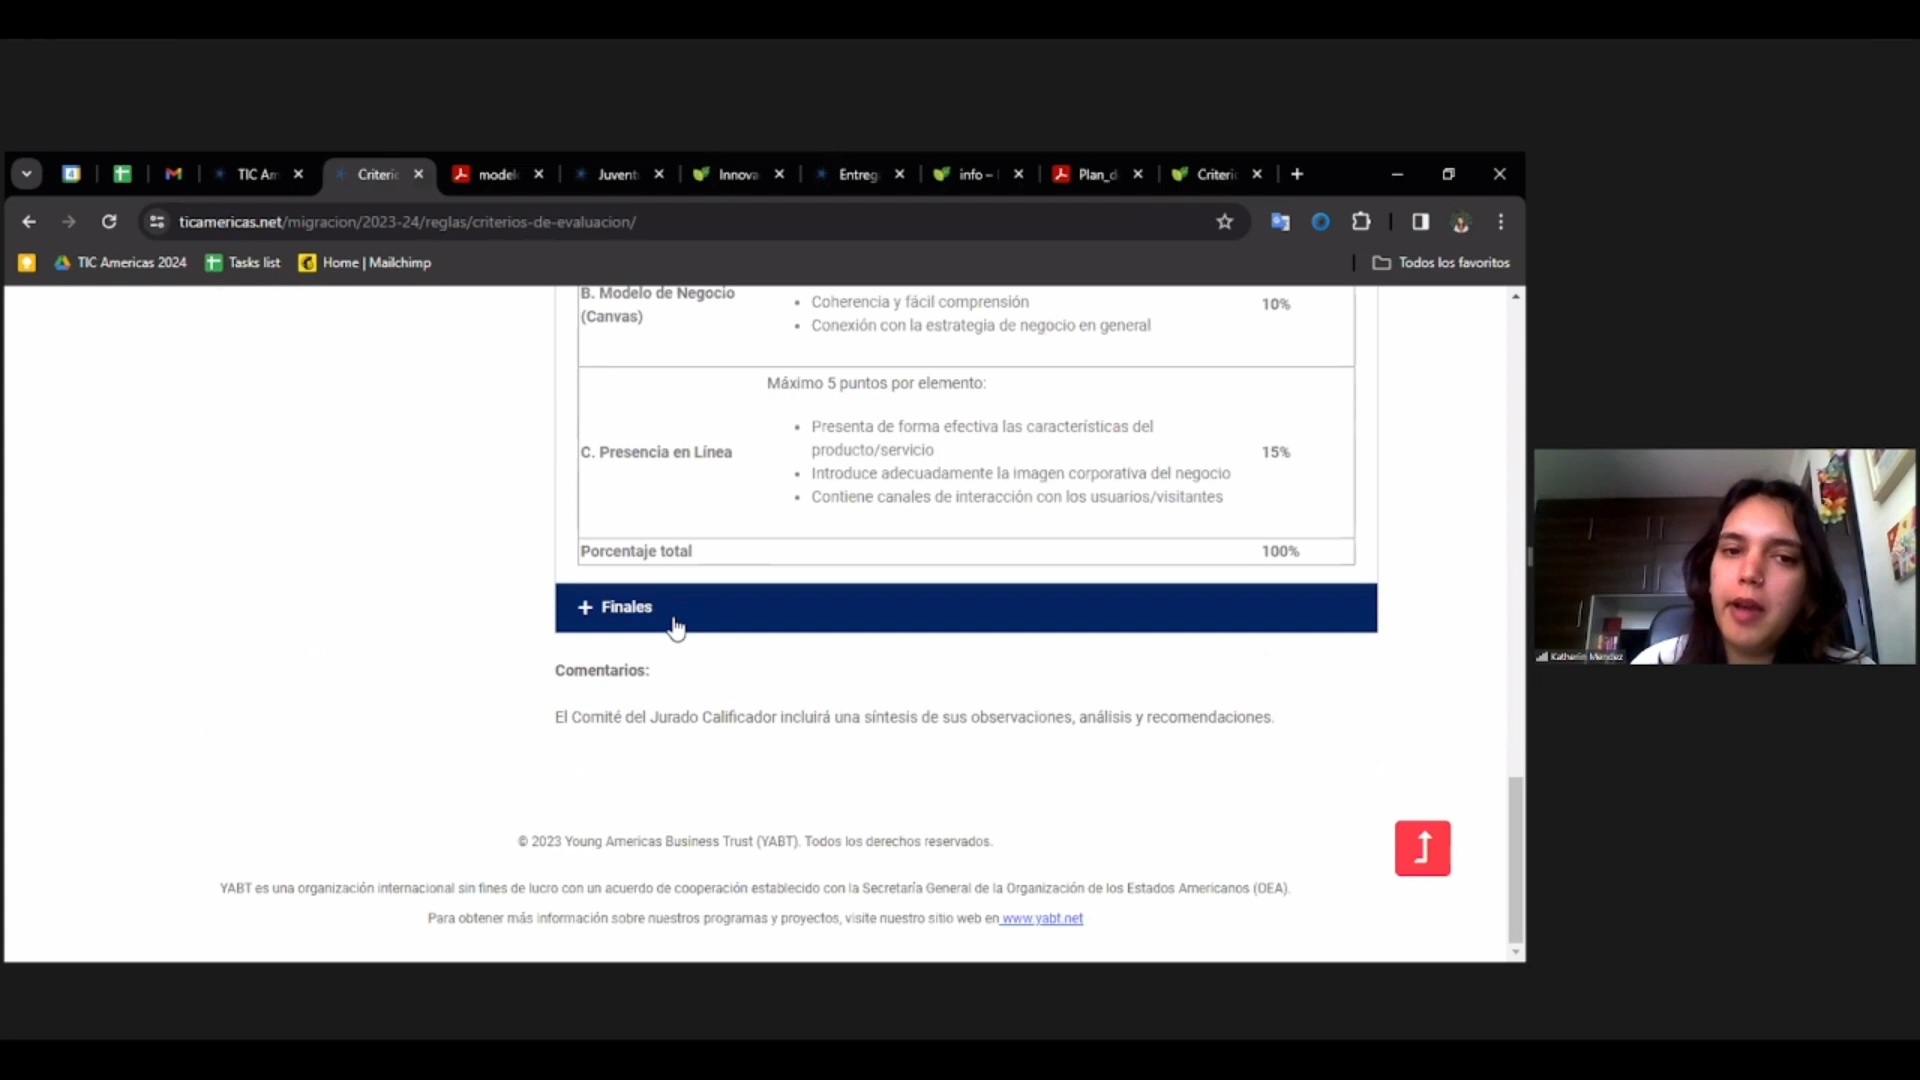 TIC Am
Criteric
model
Juvent
Innova
Entreg
info –
Plan_d
Criteric
ticamericas.net/migracion/2023-24/reglas/criterios-de-evaluacion/
TIC Americas 2024
Tasks list
Home | Mailchimp
Todos los favoritos
B. Modelo de Negocio
(Canvas)
• Coherencia y fácil comprensión
• Conexión con la estrategia de negocio en general
10%
Máximo 5 puntos por elemento:
C. Presencia en Línea
• Presenta de forma efectiva las características del
producto/servicio
• Introduce adecuadamente la imagen corporativa del negocio
• Contiene canales de interacción con los usuarios/visitantes
15%
Porcentaje total 100%
+ Finales
Comentarios:
El Comité del Jurado Calificador incluirá una síntesis de sus observaciones, análisis y recomendaciones.
© 2023 Young Americas Business Trust (YABT). Todos los derechos reservados.
YABT es una organización internacional sin fines de lucro con un acuerdo de cooperación establecido con la Secretaría General de la Organización de los Estados Americanos (OEA).
Para obtener más información sobre nuestros programas y proyectos, visite nuestro sitio web en www.yabt.net
Katherin Mendez